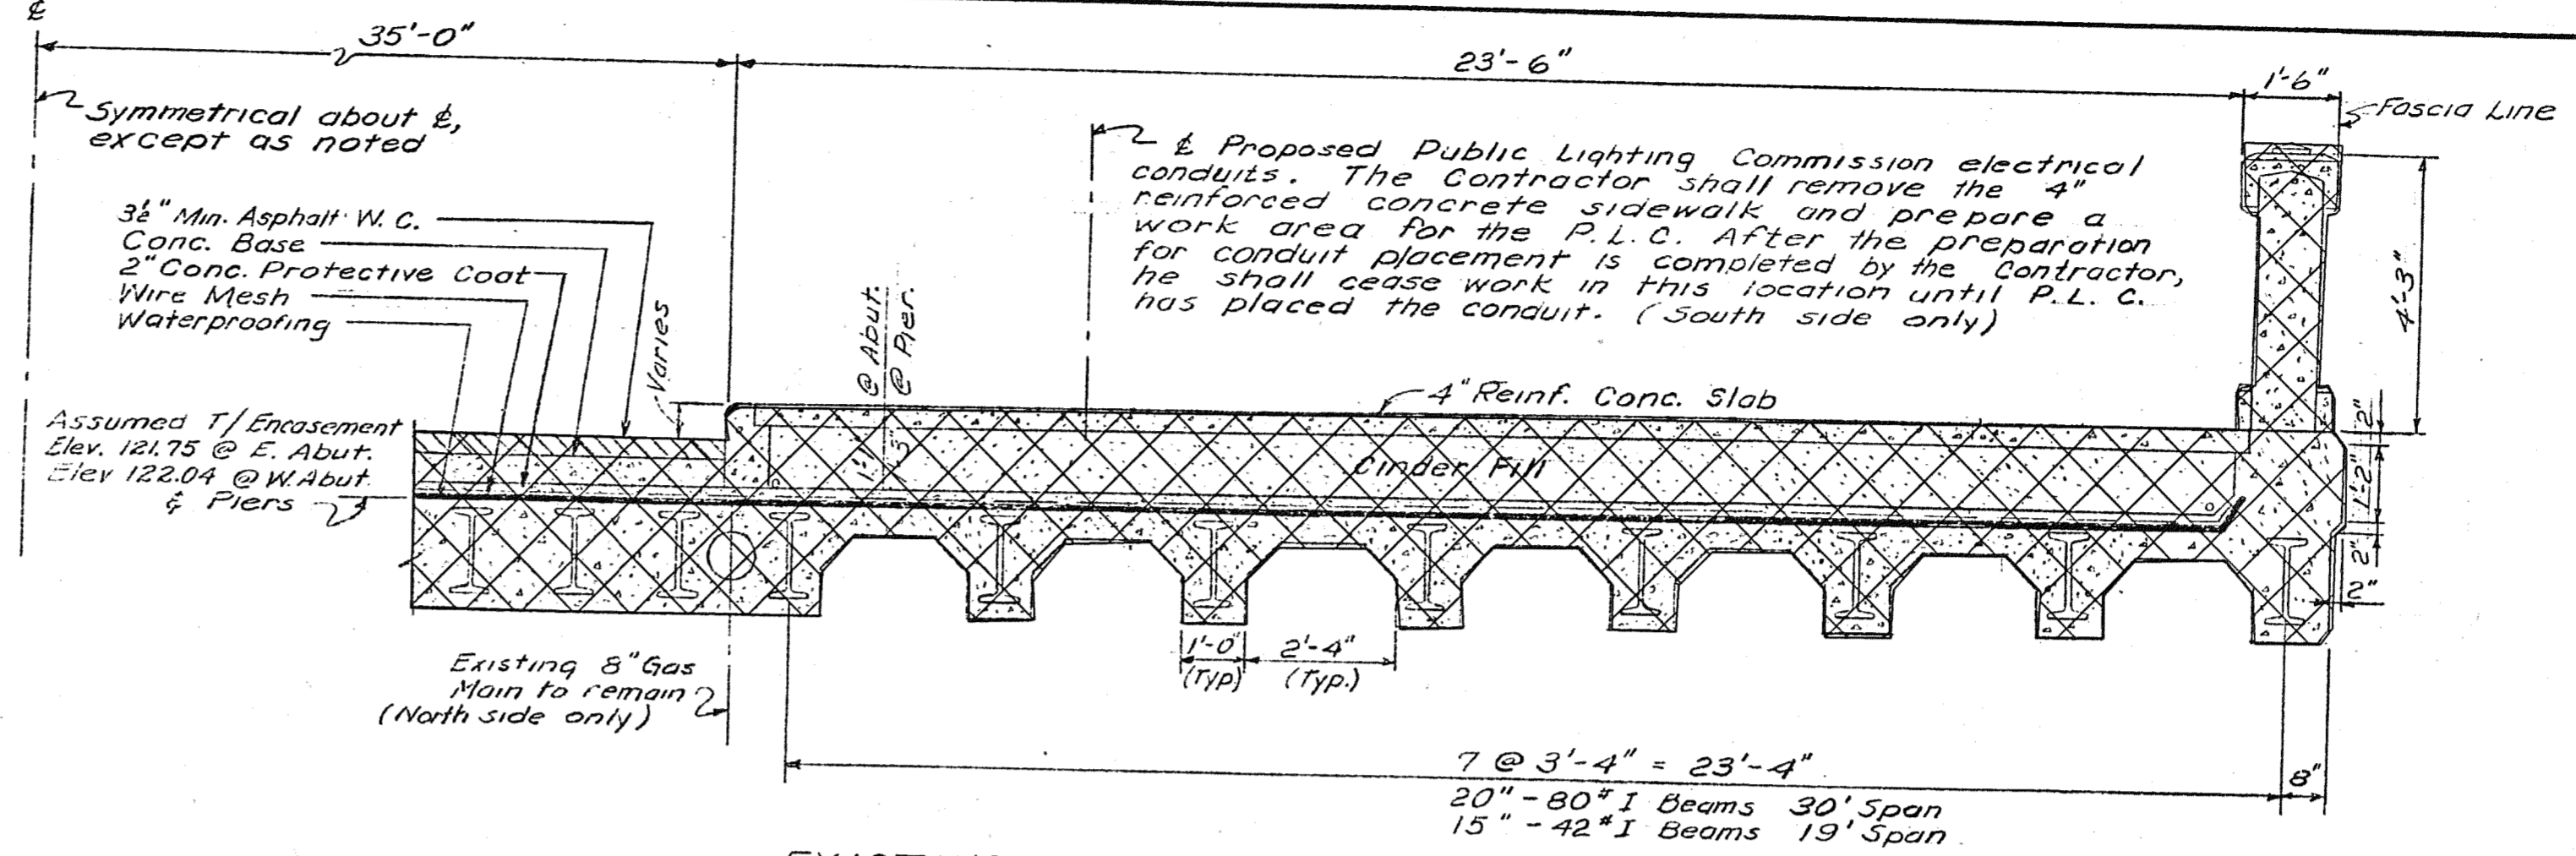 ℄
35'-0"
23'-6"
1'-6"
Fascia Line
Symmetrical about ℄,
except as noted
℄ Proposed Public Lighting Commission electrical
conduits. The Contractor shall remove the 4"
reinforced concrete sidewalk and prepare a
work area for the P.L.C. After the preparation
for conduit placement is completed by the Contractor,
he shall cease work in this location until P.L.C.
has placed the conduit. (South side only)
3½" Min. Asphalt W.C.
Conc. Base
2" Conc. Protective Coat
Wire Mesh
Waterproofing
Varies
@ Abut.
@ Pier.
4'-3"
4" Reinf. Conc. Slab
Assumed T/Encasement
Elev. 121.75 @ E. Abut.
Elev 122.04 @ W. Abut.
& Piers
Cinder Fill
2"
1'-2"
2"
2"
1'-0"
(Typ)
2'-4"
(Typ.)
Existing 8" Gas
Main to remain
(North side only)
7 @ 3'-4" = 23'-4"
8"
20" - 80# I Beams 30' Span
15" - 42# I Beams 19' Span